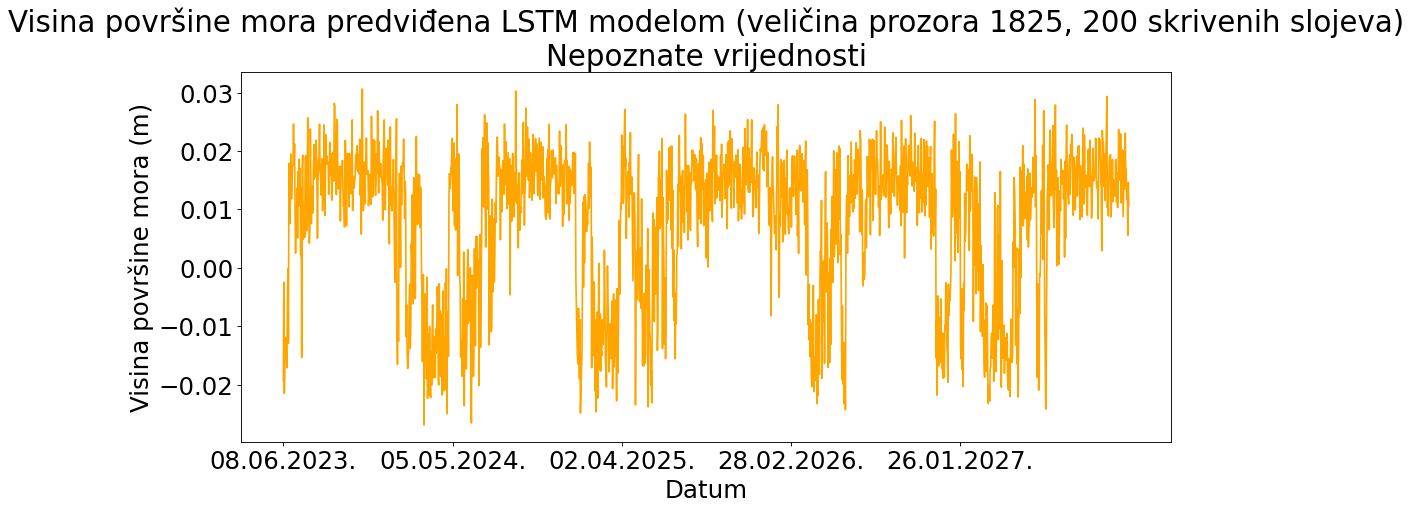 Visina površine mora predviđena LSTM modelom (veličina prozora 1825, 200 skrivenih slojeva)
Nepoznate vrijednosti
Visina površine mora (m)
0.03
0.02
0.01
0.00
−0.01
−0.02
08.06.2023. 05.05.2024. 02.04.2025. 28.02.2026. 26.01.2027.
Datum